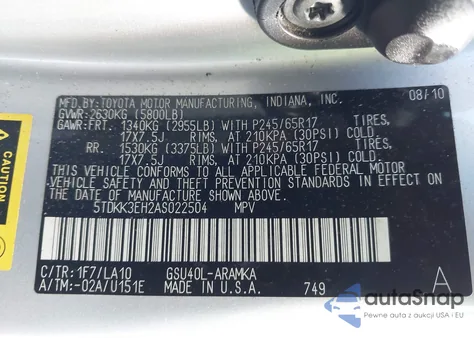 MFD.BY:TOYOTA MOTOR MANUFACTURING, INDIANA, INC. 08/10
GVWR:2630KG (5800LB)
GAWR:FRT. 1340KG (2955LB) WITH P245/65R17 TIRES,
17X7.5J RIMS, AT 210KPA (30PSI) COLD.
RR. 1530KG (3375LB) WITH P245/65R17 TIRES,
17X7.5J RIMS, AT 210KPA (30PSI) COLD.
THIS VEHICLE CONFORMS TO ALL APPLICABLE FEDERAL MOTOR
VEHICLE SAFETY AND THEFT PREVENTION STANDARDS IN EFFECT
ON THE DATE OF MANUFACTURE SHOWN ABOVE.
5TDKK3EH2AS022504 MPV
C/TR:1F7/LA10 GSU40L-ARAMKA A
A/TM:-02A/U151E MADE IN U.S.A. 749
autoSnap
Pewne auta z USA i EU